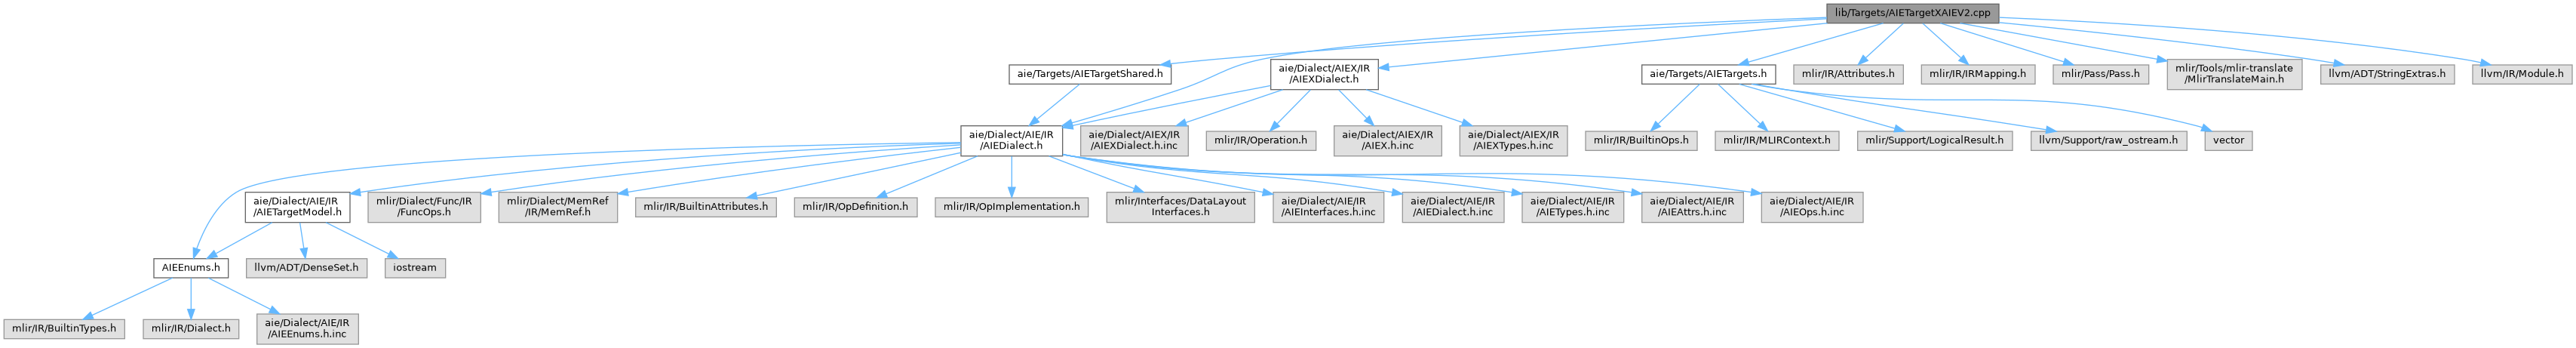 lib/Targets/AIETargetXAIEV2.cpp
aie/Targets/AIETargetShared.h
aie/Dialect/AIEX/IR
/AIEXDialect.h
aie/Targets/AIETargets.h
mlir/IR/Attributes.h
mlir/IR/IRMapping.h
mlir/Pass/Pass.h
mlir/Tools/mlir-translate
/MlirTranslateMain.h
llvm/ADT/StringExtras.h
llvm/IR/Module.h
aie/Dialect/AIE/IR
/AIEDialect.h
aie/Dialect/AIEX/IR
/AIEXDialect.h.inc
mlir/IR/Operation.h
aie/Dialect/AIEX/IR
/AIEX.h.inc
aie/Dialect/AIEX/IR
/AIEXTypes.h.inc
mlir/IR/BuiltinOps.h
mlir/IR/MLIRContext.h
mlir/Support/LogicalResult.h
llvm/Support/raw_ostream.h
vector
aie/Dialect/AIE/IR
/AIETargetModel.h
mlir/Dialect/Func/IR
/FuncOps.h
mlir/Dialect/MemRef
/IR/MemRef.h
mlir/IR/BuiltinAttributes.h
mlir/IR/OpDefinition.h
mlir/IR/OpImplementation.h
mlir/Interfaces/DataLayout
Interfaces.h
aie/Dialect/AIE/IR
/AIEInterfaces.h.inc
aie/Dialect/AIE/IR
/AIEDialect.h.inc
aie/Dialect/AIE/IR
/AIETypes.h.inc
aie/Dialect/AIE/IR
/AIEAttrs.h.inc
aie/Dialect/AIE/IR
/AIEOps.h.inc
AIEEnums.h
llvm/ADT/DenseSet.h
iostream
mlir/IR/BuiltinTypes.h
mlir/IR/Dialect.h
aie/Dialect/AIE/IR
/AIEEnums.h.inc